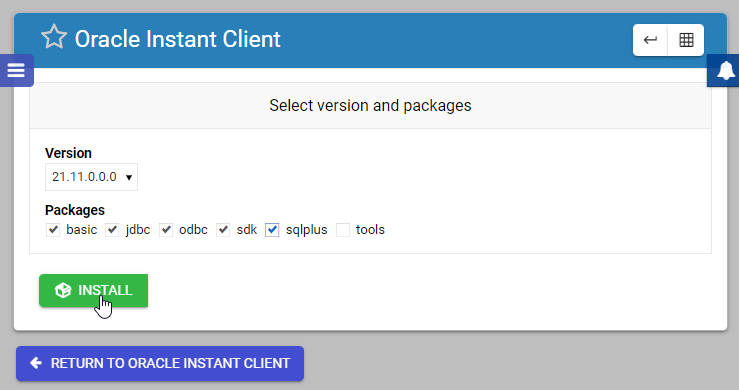 Oracle Instant Client
Select version and packages
Version
21.11.0.0.0
Packages
basic jdbc odbc sdk sqlplus tools
INSTALL
RETURN TO ORACLE INSTANT CLIENT